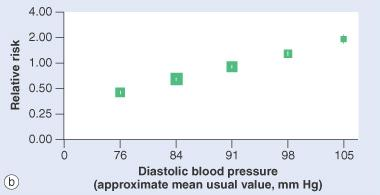 4.00
2.00
1.00
0.50
0.25
0.00
Relative risk
0 76 84 91 98 105
Diastolic blood pressure
(approximate mean usual value, mm Hg)
b